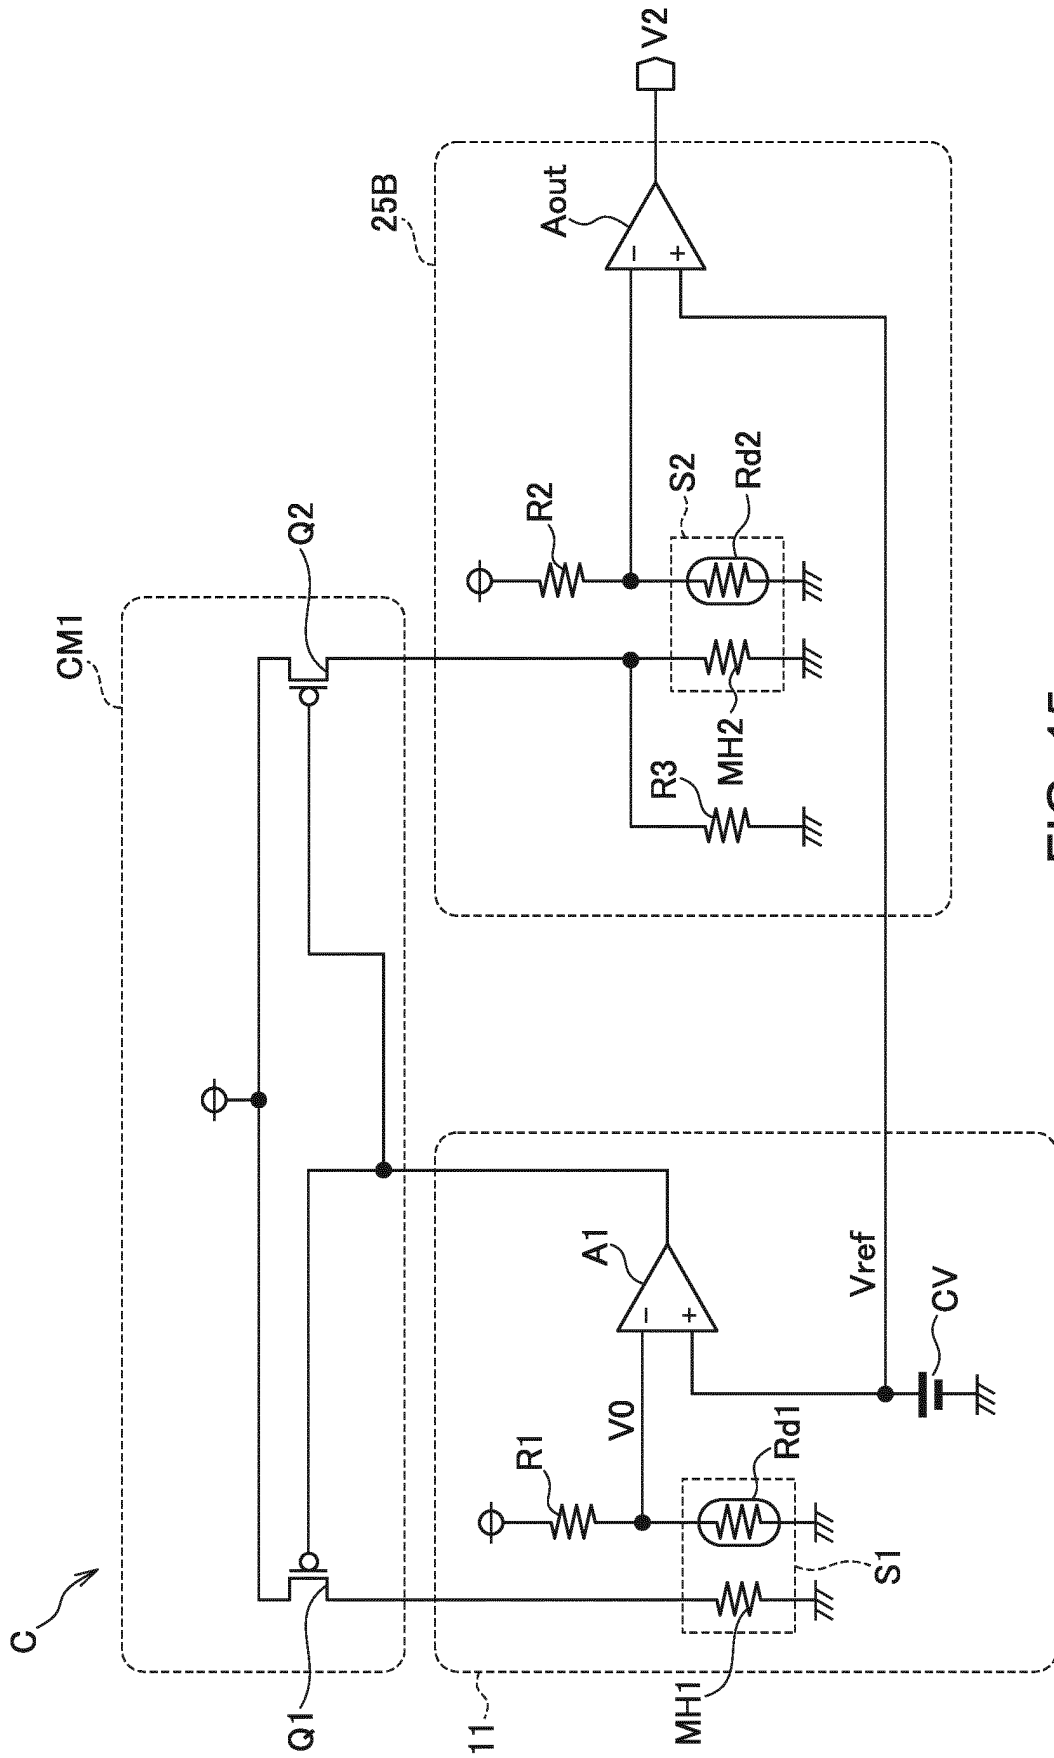 C
CM1
Q1
Q2
25B
11
R1
R2
Aout
A1
V0
−
+
−
+
V2
R3
S2
MH1
MH2
Rd2
Rd1
Vref
S1
CV